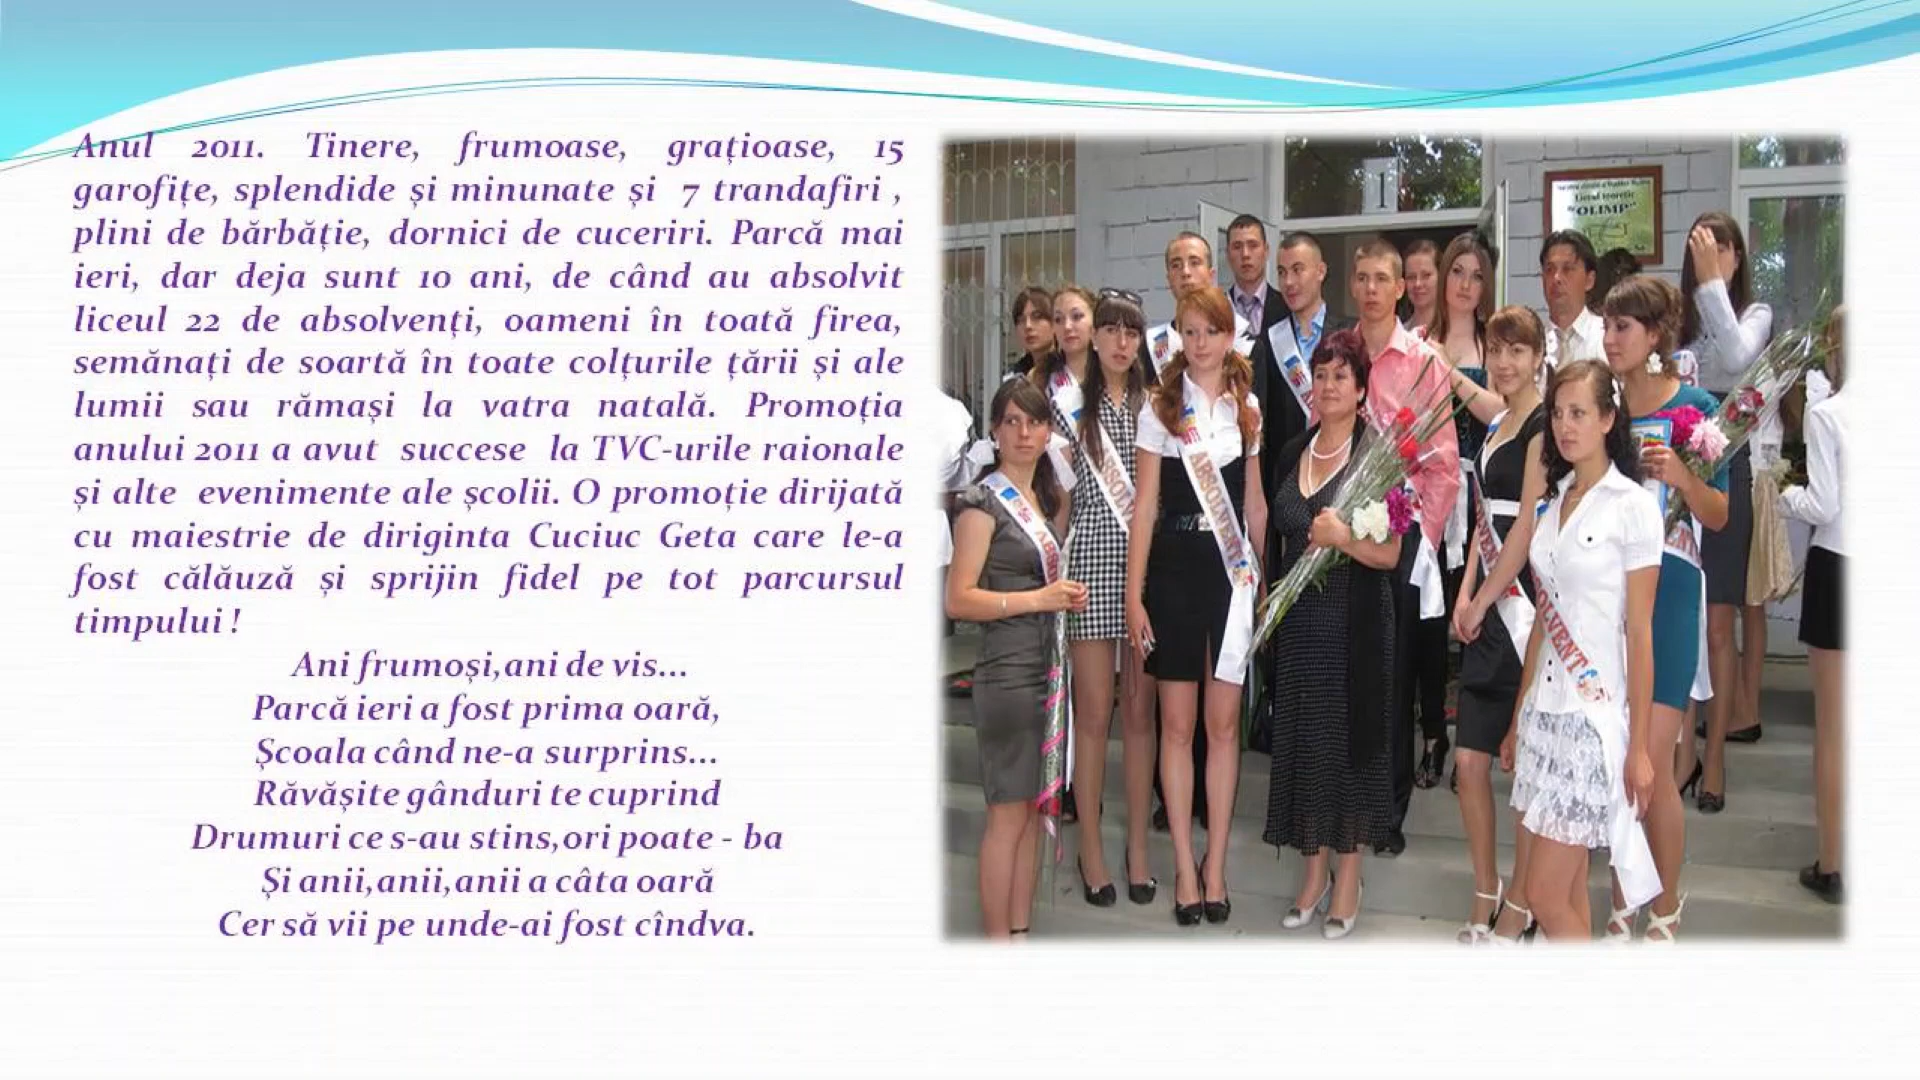 Anul 2011. Tinere, frumoase, grațioase, 15
garofițe, splendide și minunate și 7 trandafiri ,
plini de bărbăție, dornici de cuceriri. Parcă mai
ieri, dar deja sunt 10 ani, de când au absolvit
liceul 22 de absolvenți, oameni în toată firea,
semănați de soartă în toate colțurile țării și ale
lumii sau rămași la vatra natală. Promoția
anului 2011 a avut succese la TVC-urile raionale
și alte evenimente ale școlii. O promoție dirijată
cu maiestrie de diriginta Cuciuc Geta care le-a
fost călăuză și sprijin fidel pe tot parcursul
timpului !
Ani frumoși,ani de vis...
Parcă ieri a fost prima oară,
Școala când ne-a surprins...
Răvășite gânduri te cuprind
Drumuri ce s-au stins,ori poate - ba
Și anii,anii,anii a câta oară
Cer să vii pe unde-ai fost cîndva.
1
Liceul teoretic
"OLIMP"
ABSOLVENT